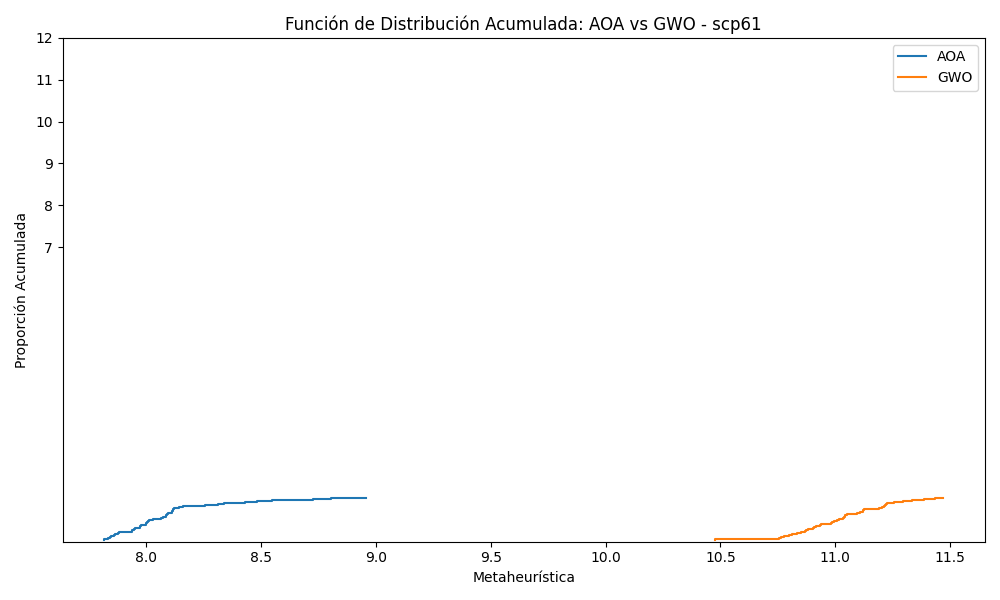 Función de Distribución Acumulada: AOA vs GWO - scp61
AOA
GWO
Proporción Acumulada
12
11
10
9
8
7
8.0 8.5 9.0 9.5 10.0 10.5 11.0 11.5
Metaheurística